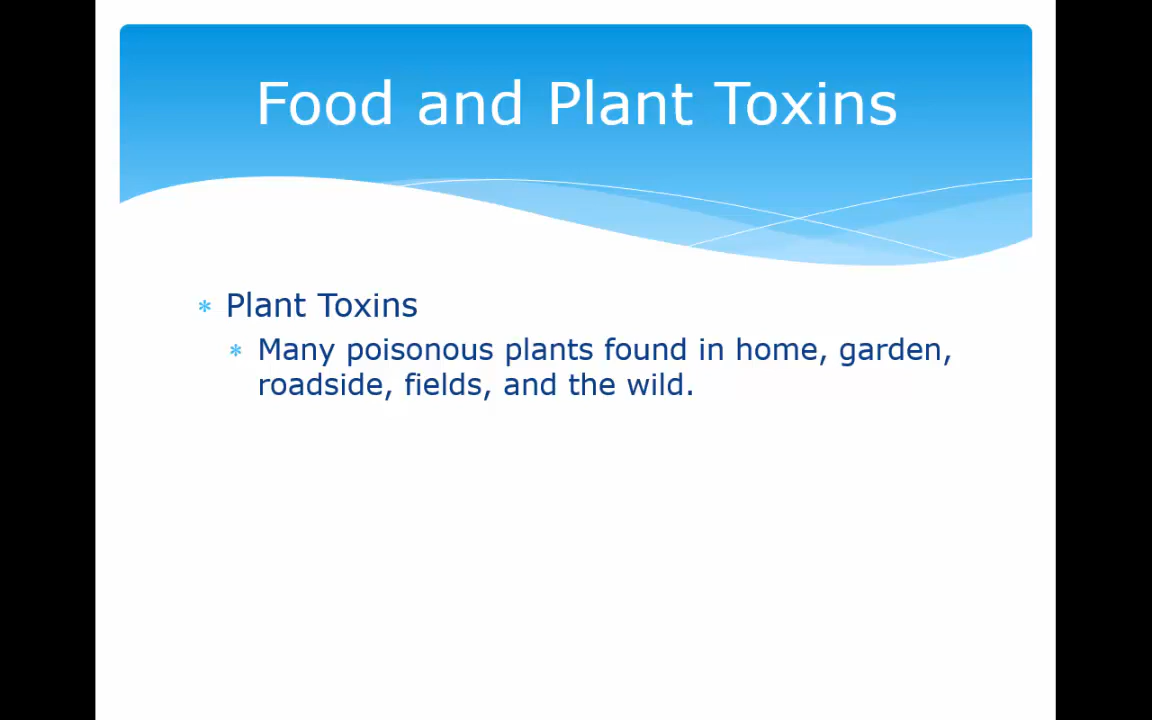 Food and Plant Toxins
* Plant Toxins
* Many poisonous plants found in home, garden,
roadside, fields, and the wild.